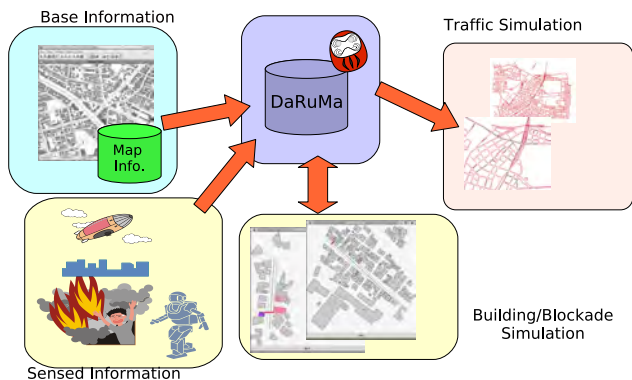 Base Information
Traffic Simulation
DaRuMa
Map
Info.
Building/Blockade
Simulation
Sensed Information